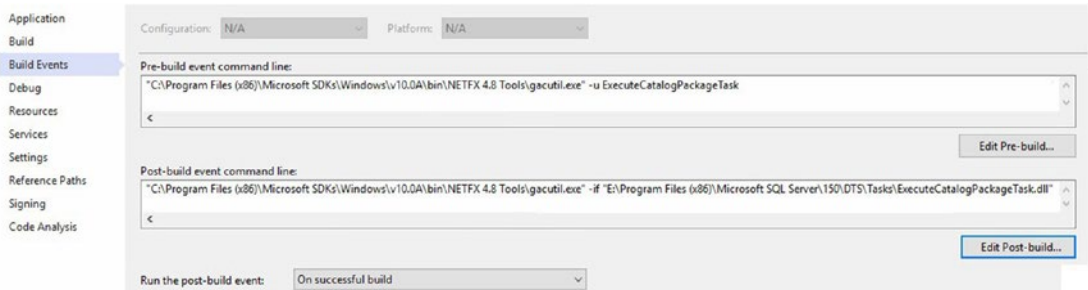 Application
Build
Build Events
Debug
Resources
Services
Settings
Reference Paths
Signing
Code Analysis
Configuration: N/A Platform: N/A
Pre-build event command line:
"C:\Program Files (x86)\Microsoft SDKs\Windows\v10.0A\bin\NETFX 4.8 Tools\gacutil.exe" -u ExecuteCatalogPackageTask
Edit Pre-build...
Post-build event command line:
"C:\Program Files (x86)\Microsoft SDKs\Windows\v10.0A\bin\NETFX 4.8 Tools\gacutil.exe" -if "E:\Program Files (x86)\Microsoft SQL Server\150\DTS\Tasks\ExecuteCatalogPackageTask.dll"
Edit Post-build...
Run the post-build event: On successful build